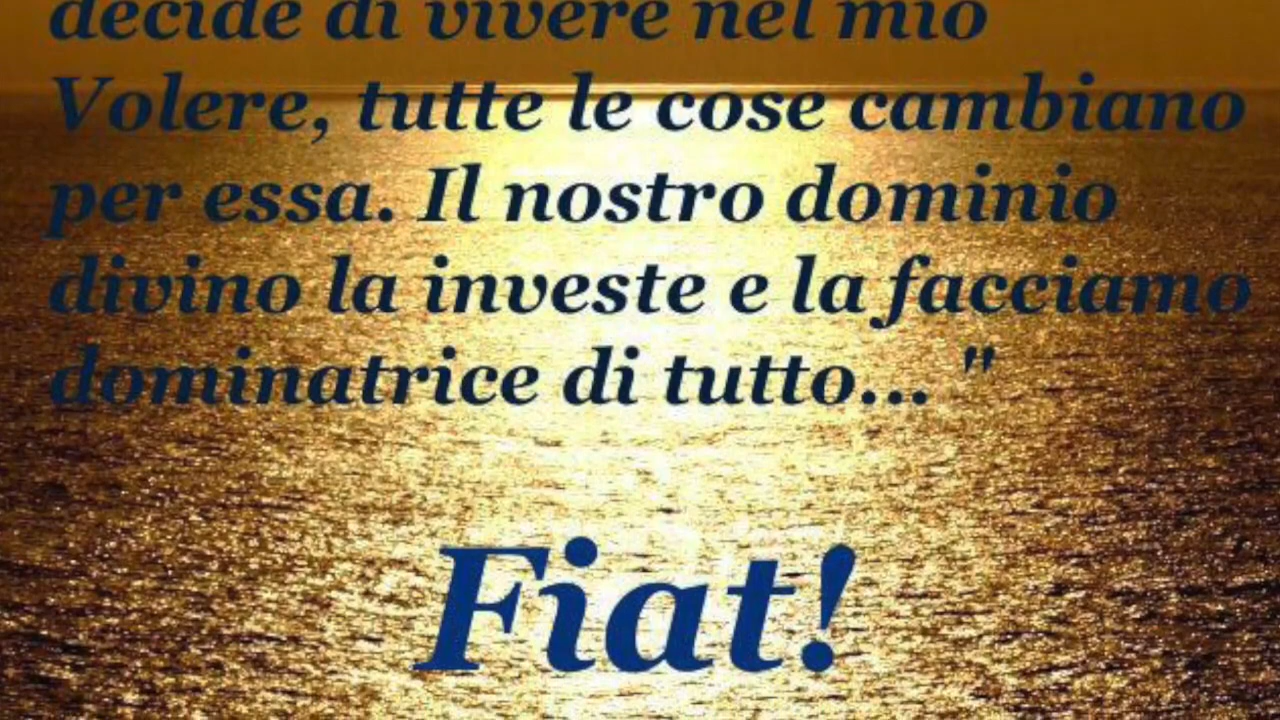 decide di vivere nel mio
Volere, tutte le cose cambiano
per essa. Il nostro dominio
divino la investe e la facciamo
dominatrice di tutto... "
Fiat!